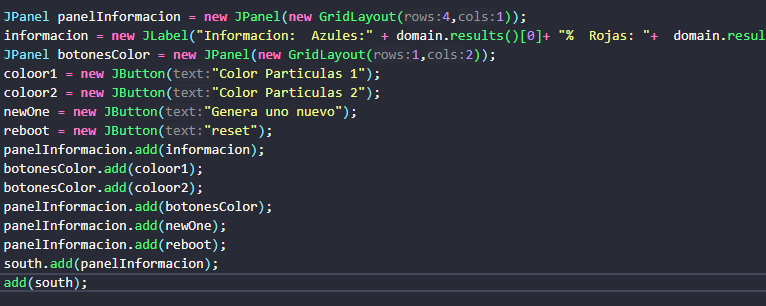 JPanel panelInformacion = new JPanel(new GridLayout(rows:4,cols:1));
informacion = new JLabel("Informacion:  Azules:" + domain.results()[0]+ "%  Rojas: "+  domain.resul
JPanel botonesColor = new JPanel(new GridLayout(rows:1,cols:2));
coloor1 = new JButton(text:"Color Particulas 1");
coloor2 = new JButton(text:"Color Particulas 2");
newOne = new JButton(text:"Genera uno nuevo");
reboot = new JButton(text:"reset");
panelInformacion.add(informacion);
botonesColor.add(coloor1);
botonesColor.add(coloor2);
panelInformacion.add(botonesColor);
panelInformacion.add(newOne);
panelInformacion.add(reboot);
south.add(panelInformacion);
add(south);